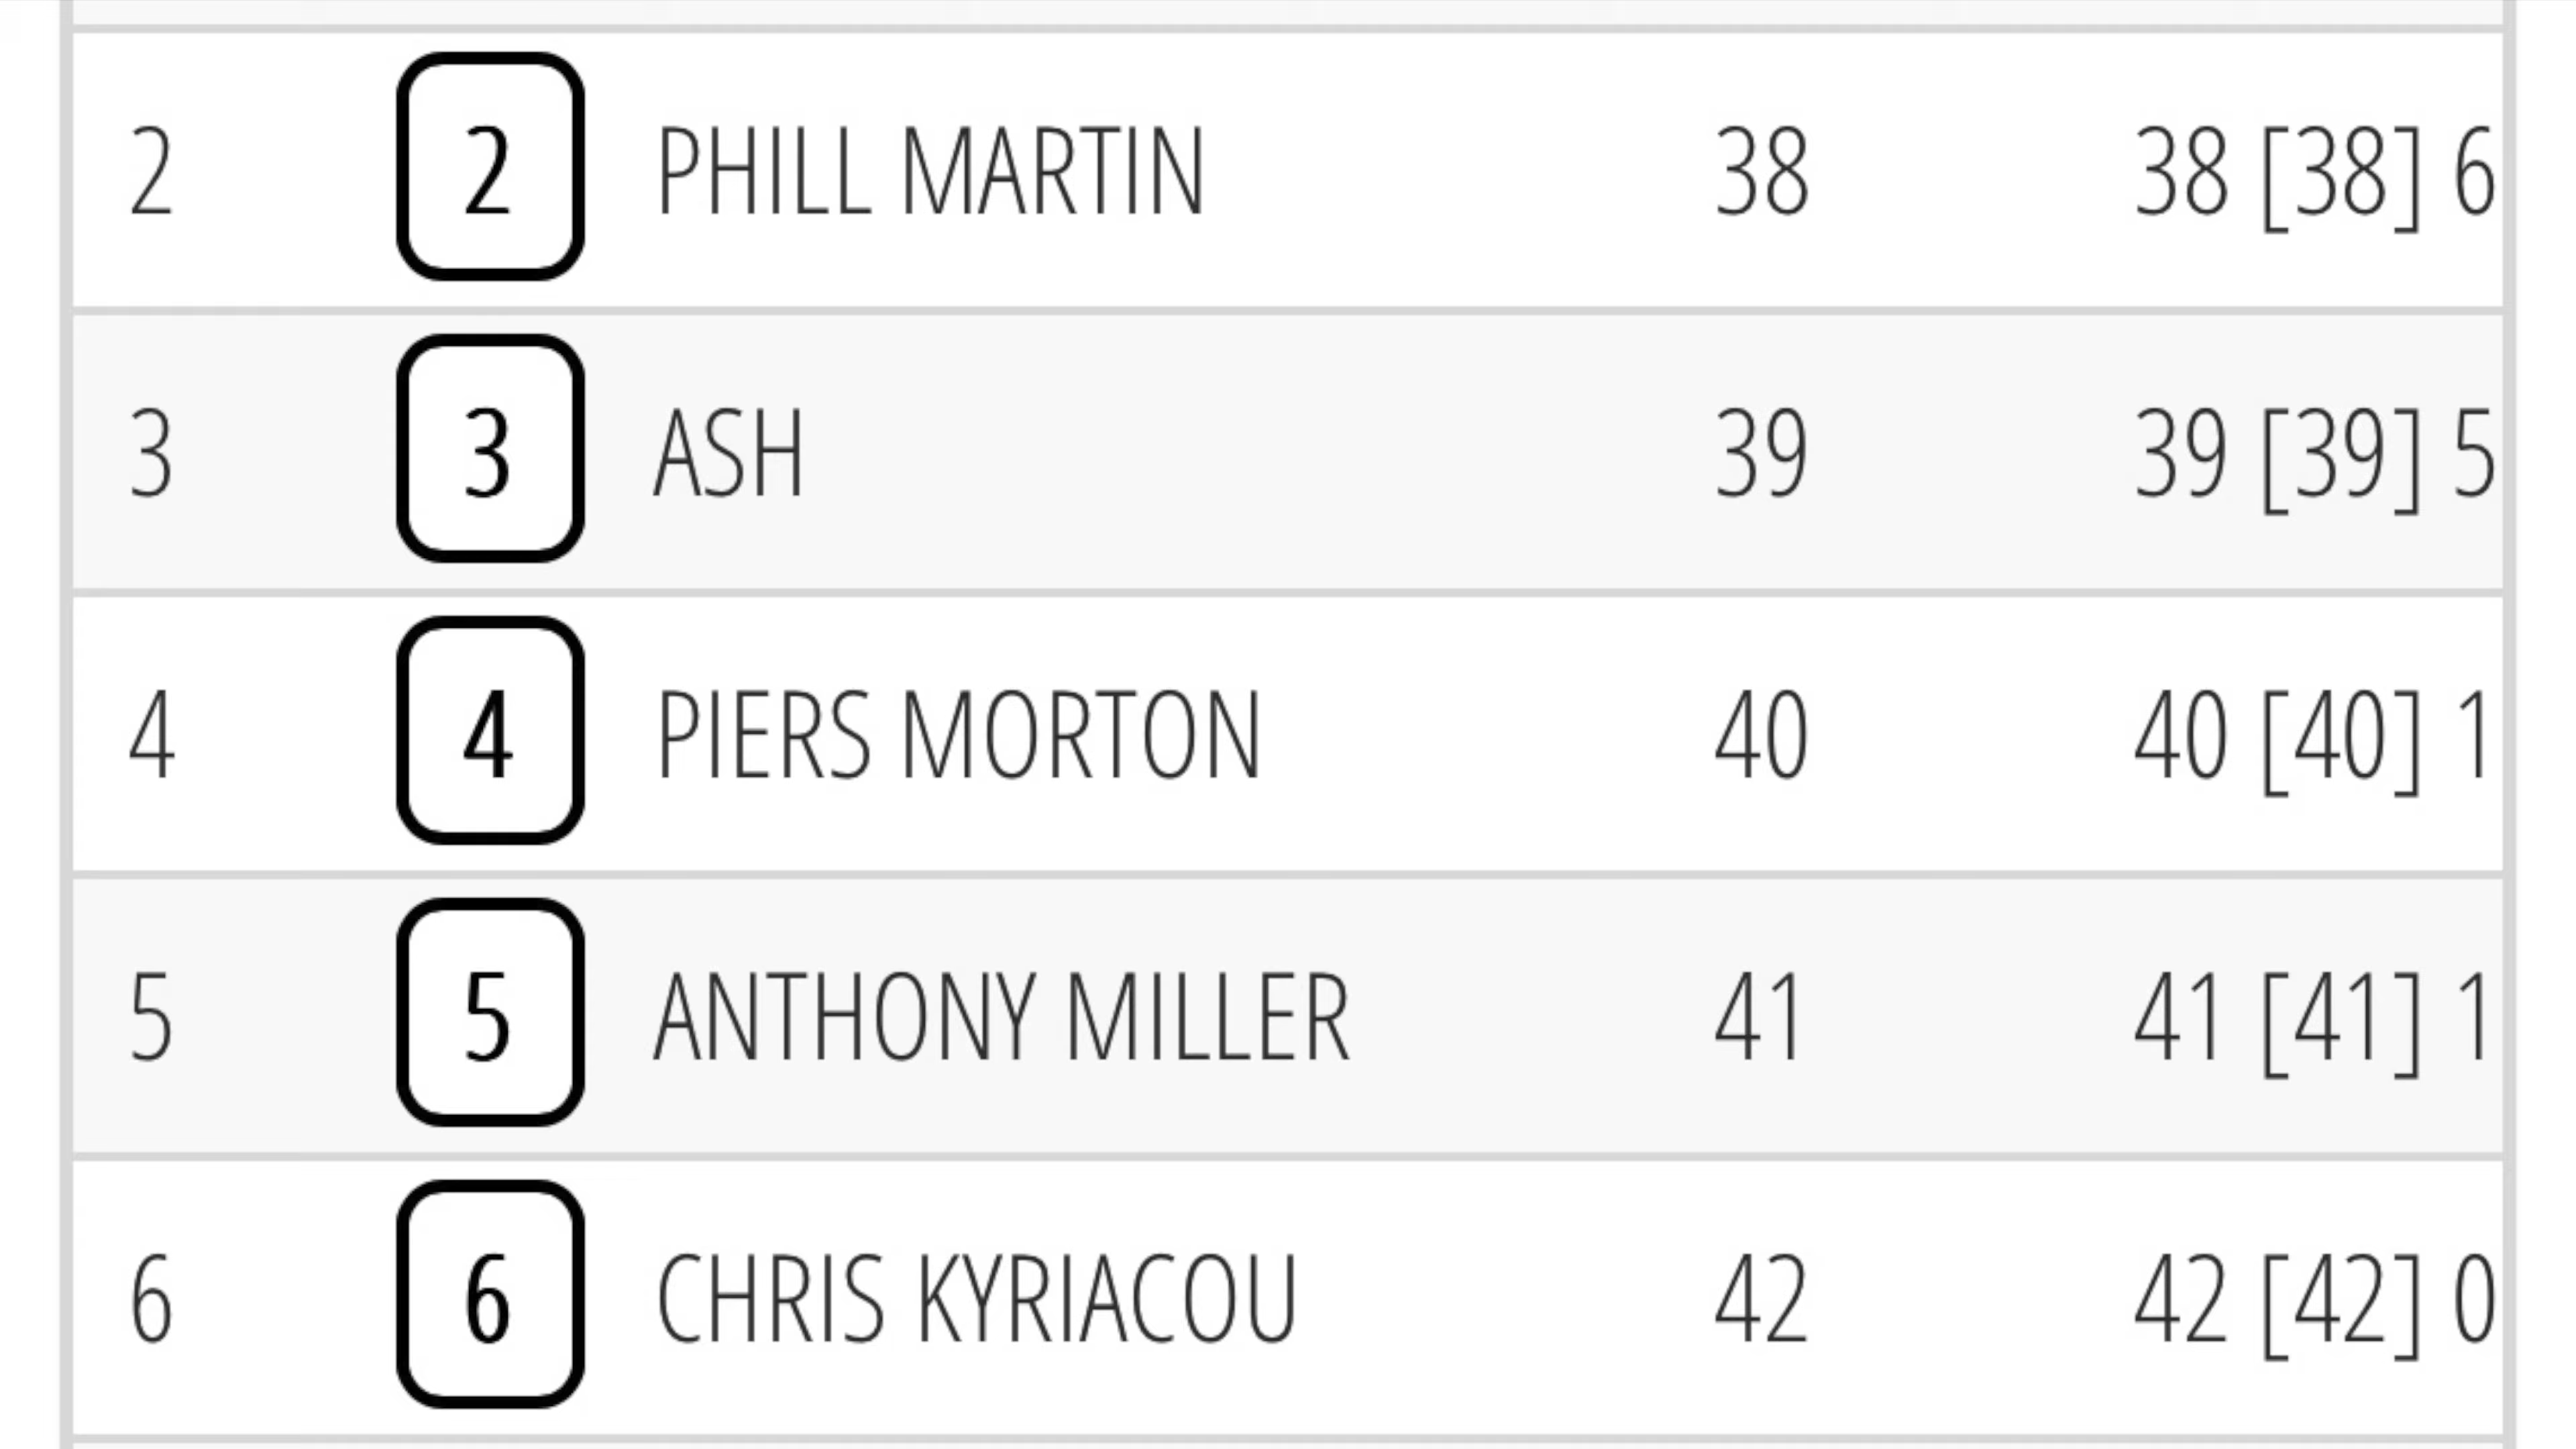 2 2 PHILL MARTIN 38 38 [38] 6
3 3 ASH 39 39 [39] 5
4 4 PIERS MORTON 40 40 [40] 1
5 5 ANTHONY MILLER 41 41 [41] 1
6 6 CHRIS KYRIACOU 42 42 [42] 0